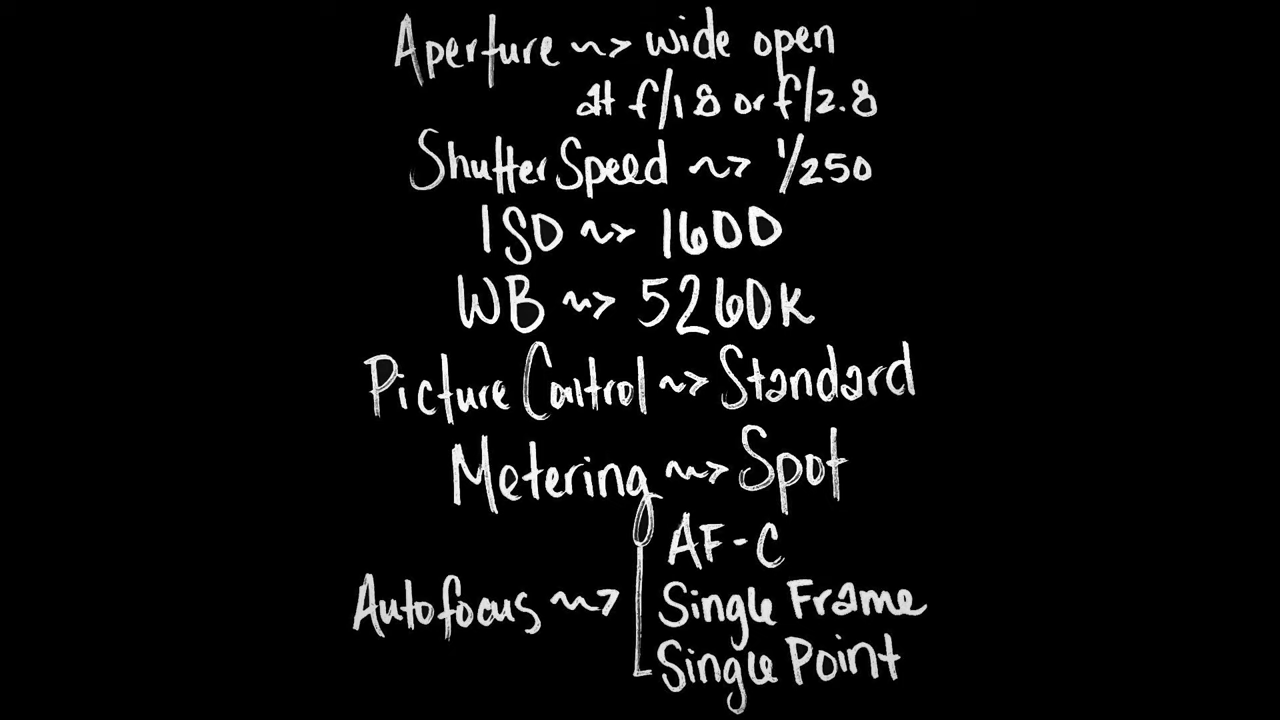 Aperture ~> wide open
at f/1.8 or f/2.8
Shutter Speed ~> 1/250
ISO ~> 1600
WB ~> 5260K
Picture Control ~> Standard
Metering ~> Spot
AF-C
Autofocus ~> Single Frame
Single Point